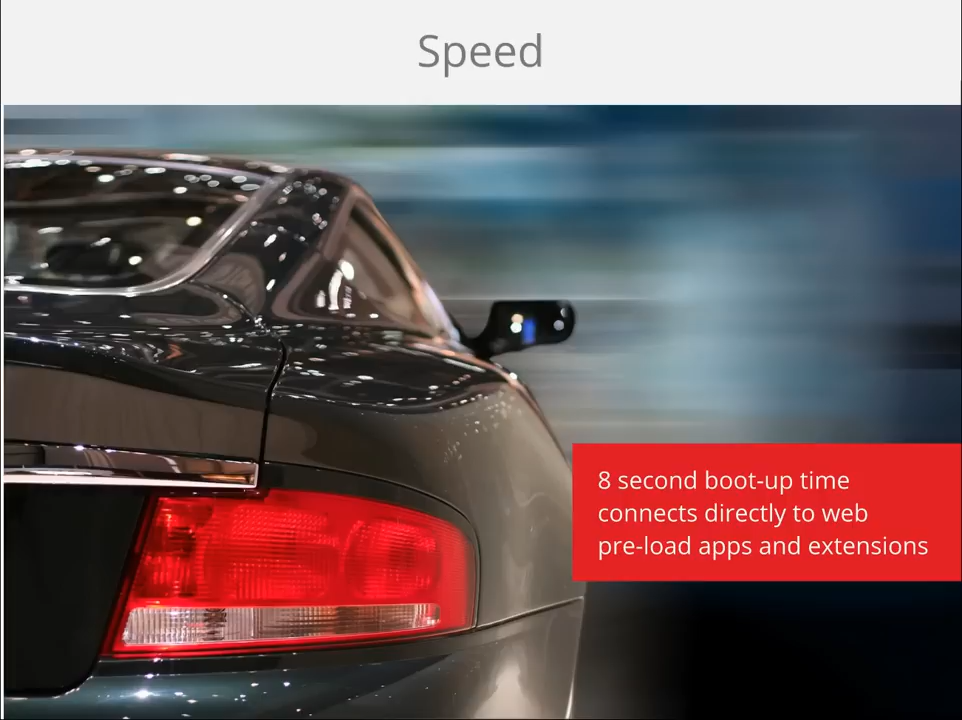 Speed
8 second boot-up time
connects directly to web
pre-load apps and extensions